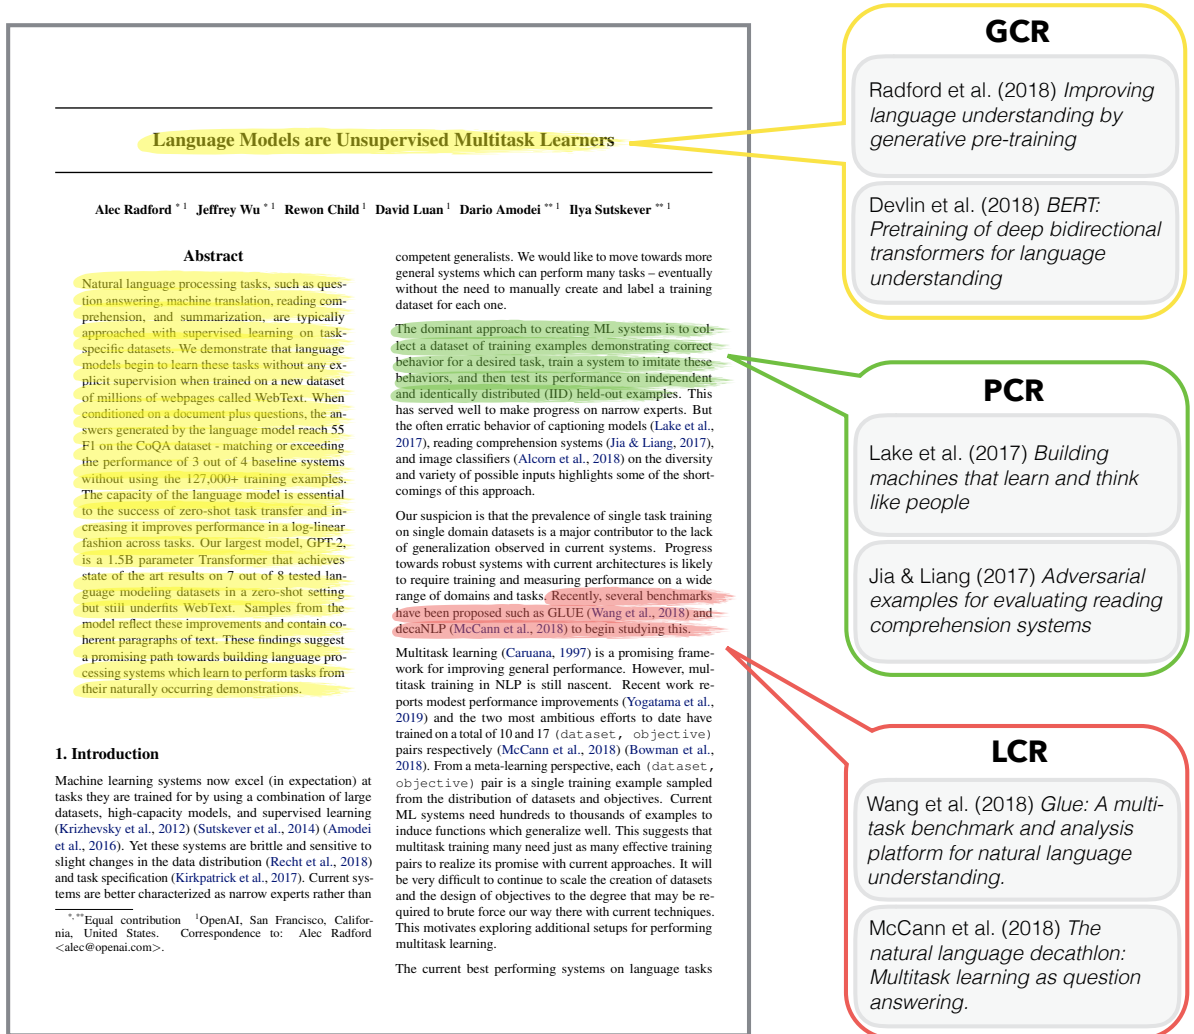 Language Models are Unsupervised Multitask Learners
Alec Radford * 1 Jeffrey Wu * 1 Rewon Child 1 David Luan 1 Dario Amodei ** 1 Ilya Sutskever ** 1
Abstract
Natural language processing tasks, such as ques-
tion answering, machine translation, reading com-
prehension, and summarization, are typically
approached with supervised learning on task-
specific datasets. We demonstrate that language
models begin to learn these tasks without any ex-
plicit supervision when trained on a new dataset
of millions of webpages called WebText. When
conditioned on a document plus questions, the an-
swers generated by the language model reach 55
F1 on the CoQA dataset - matching or exceeding
the performance of 3 out of 4 baseline systems
without using the 127,000+ training examples.
The capacity of the language model is essential
to the success of zero-shot task transfer and in-
creasing it improves performance in a log-linear
fashion across tasks. Our largest model, GPT-2,
is a 1.5B parameter Transformer that achieves
state of the art results on 7 out of 8 tested lan-
guage modeling datasets in a zero-shot setting
but still underfits WebText. Samples from the
model reflect these improvements and contain co-
herent paragraphs of text. These findings suggest
a promising path towards building language pro-
cessing systems which learn to perform tasks from
their naturally occurring demonstrations.
1. Introduction
Machine learning systems now excel (in expectation) at
tasks they are trained for by using a combination of large
datasets, high-capacity models, and supervised learning
(Krizhevsky et al., 2012) (Sutskever et al., 2014) (Amodei
et al., 2016). Yet these systems are brittle and sensitive to
slight changes in the data distribution (Recht et al., 2018)
and task specification (Kirkpatrick et al., 2017). Current sys-
tems are better characterized as narrow experts rather than
*,**Equal contribution 1OpenAI, San Francisco, Califor-
nia, United States. Correspondence to: Alec Radford
<alec@openai.com>.
competent generalists. We would like to move towards more
general systems which can perform many tasks – eventually
without the need to manually create and label a training
dataset for each one.
The dominant approach to creating ML systems is to col-
lect a dataset of training examples demonstrating correct
behavior for a desired task, train a system to imitate these
behaviors, and then test its performance on independent
and identically distributed (IID) held-out examples. This
has served well to make progress on narrow experts. But
the often erratic behavior of captioning models (Lake et al.,
2017), reading comprehension systems (Jia & Liang, 2017),
and image classifiers (Alcorn et al., 2018) on the diversity
and variety of possible inputs highlights some of the short-
comings of this approach.
Our suspicion is that the prevalence of single task training
on single domain datasets is a major contributor to the lack
of generalization observed in current systems. Progress
towards robust systems with current architectures is likely
to require training and measuring performance on a wide
range of domains and tasks. Recently, several benchmarks
have been proposed such as GLUE (Wang et al., 2018) and
decaNLP (McCann et al., 2018) to begin studying this.
Multitask learning (Caruana, 1997) is a promising frame-
work for improving general performance. However, mul-
titask training in NLP is still nascent. Recent work re-
ports modest performance improvements (Yogatama et al.,
2019) and the two most ambitious efforts to date have
trained on a total of 10 and 17 (dataset, objective)
pairs respectively (McCann et al., 2018) (Bowman et al.,
2018). From a meta-learning perspective, each (dataset,
objective) pair is a single training example sampled
from the distribution of datasets and objectives. Current
ML systems need hundreds to thousands of examples to
induce functions which generalize well. This suggests that
multitask training many need just as many effective training
pairs to realize its promise with current approaches. It will
be very difficult to continue to scale the creation of datasets
and the design of objectives to the degree that may be re-
quired to brute force our way there with current techniques.
This motivates exploring additional setups for performing
multitask learning.
The current best performing systems on language tasks
GCR
Radford et al. (2018) Improving
language understanding by
generative pre-training
Devlin et al. (2018) BERT:
Pretraining of deep bidirectional
transformers for language
understanding
PCR
Lake et al. (2017) Building
machines that learn and think
like people
Jia & Liang (2017) Adversarial
examples for evaluating reading
comprehension systems
LCR
Wang et al. (2018) Glue: A multi-
task benchmark and analysis
platform for natural language
understanding.
McCann et al. (2018) The
natural language decathlon:
Multitask learning as question
answering.